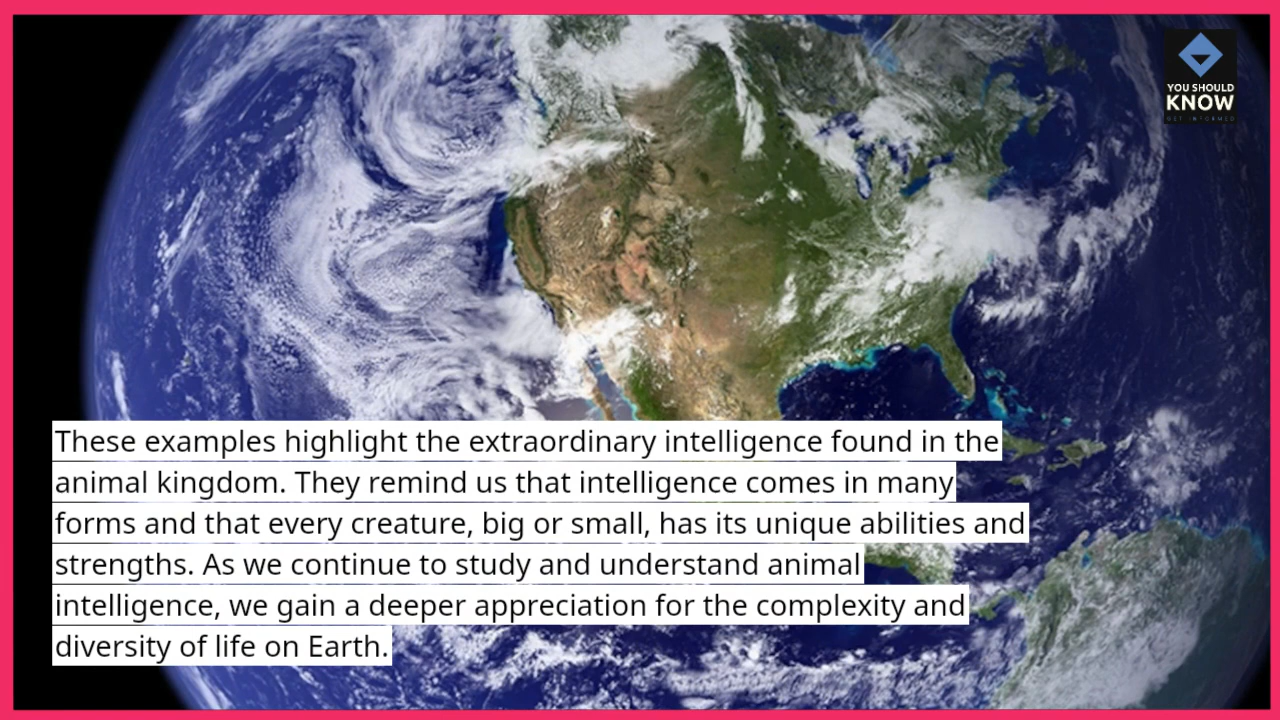 YOU SHOULD
KNOW
GET INFORMED
These examples highlight the extraordinary intelligence found in the
animal kingdom. They remind us that intelligence comes in many
forms and that every creature, big or small, has its unique abilities and
strengths. As we continue to study and understand animal
intelligence, we gain a deeper appreciation for the complexity and
diversity of life on Earth.